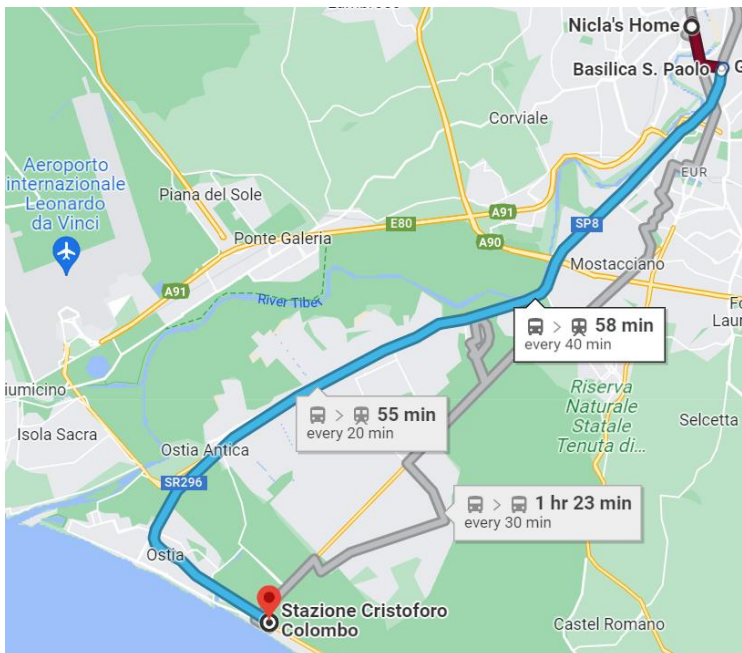 Nicla's Home
Basilica S. Paolo
G
Corviale
Aeroporto
internazionale
Leonardo
da Vinci
Piana del Sole
EUR
A91
E80
SP8
Ponte Galeria
A90
Mostacciano
A91
River Tiber
58 min
every 40 min
Fo
Laur
iumicino
Riserva
Naturale
Statale
Tenuta di...
55 min
every 20 min
Isola Sacra
Selcetta
Ostia Antica
SR296
1 hr 23 min
every 30 min
Ostia
Stazione Cristoforo
Colombo
Castel Romano